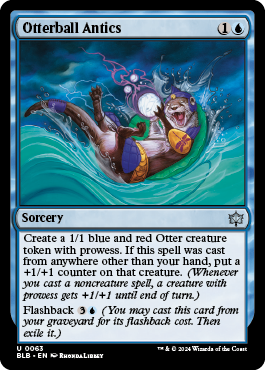 Otterball Antics 1
Sorcery
Create a 1/1 blue and red Otter creature
token with prowess. If this spell was cast
from anywhere other than your hand, put a
+1/+1 counter on that creature. (Whenever
you cast a noncreature spell, a creature with
prowess gets +1/+1 until end of turn.)
Flashback 3 (You may cast this card from
your graveyard for its flashback cost. Then
exile it.)
U 0063
BLB • EN Rhonda Libbey
™ & © 2024 Wizards of the Coast